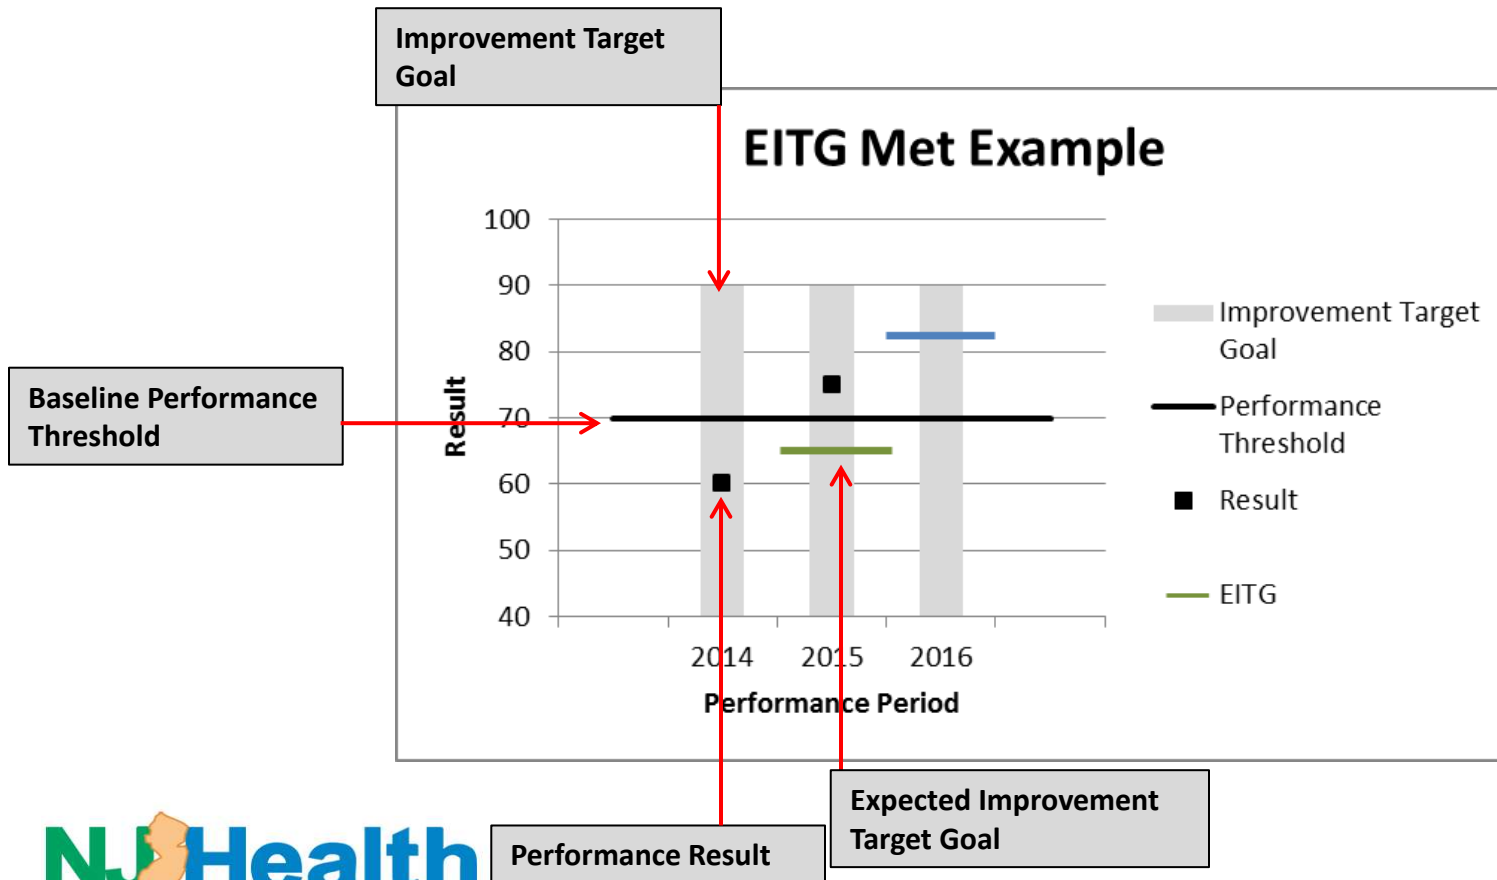 Improvement Target
Goal
EITG Met Example
100
90
80
70
60
50
40
Result
2014 2015 2016
Performance Period
Improvement Target
Goal
Performance
Threshold
Result
EITG
Baseline Performance
Threshold
Expected Improvement
Target Goal
Performance Result
NJ Health